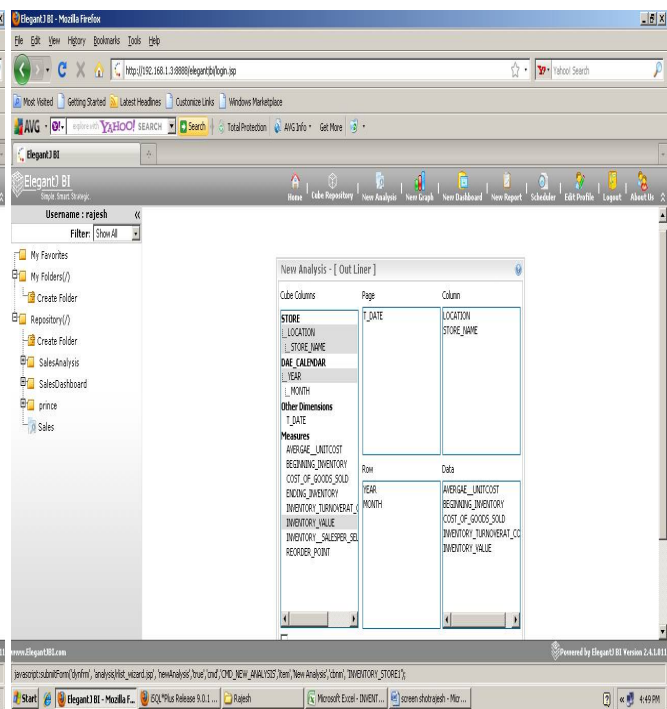 ElegantJ BI - Mozilla Firefox
File Edit View History Bookmarks Tools Help
http://192.168.1.3:8888/elegantjbi/login.jsp
Yahoo! Search
Most Visited Getting Started Latest Headlines Customize Links Windows Marketplace
AVG YAHOO! SEARCH Search Total Protection AVG Info Get More
ElegantJ BI
ElegantJ BI
Simple. Smart. Strategic.
Home Cube Repository New Analysis New Graph New Dashboard New Report Scheduler Edit Profile Logout About Us
Username : rajesh
Filter: Show All
My Favorites
My Folders(/)
Create Folder
Repository(/)
Create Folder
SalesAnalysis
SalesDashboard
prince
Sales
New Analysis - [ Out Liner ]
Cube Columns
STORE
LOCATION
STORE_NAME
DAE_CALENDAR
YEAR
MONTH
Other Dimensions
T_DATE
Measures
AVERGAE__UNITCOST
BEGINNING_INVENTORY
COST_OF_GOODS_SOLD
ENDING_INVENTORY
INVENTORY_TURNOVERAT_C
INVENTORY_VALUE
INVENTORY__SALESPER_SEL
REORDER_POINT
Page
T_DATE
Column
LOCATION
STORE_NAME
Row
YEAR
MONTH
Data
AVERGAE__UNITCOST
BEGINNING_INVENTORY
COST_OF_GOODS_SOLD
INVENTORY_TURNOVERAT_CO
INVENTORY_VALUE
www.ElegantJBI.com
Powered by ElegantJ BI Version 2.4.1.011
javascript:submitForm('dynfrm', 'analysis/rlist_wizard.jsp', 'newAnalysis','true','cmd','CMD_NEW_ANALYSIS','item','New Analysis','cbnm', 'INVENTORY_STORE1');
Start ElegantJ BI - Mozilla F... iSQL*Plus Release 9.0.1 ... Rajesh Microsoft Excel - INVENT... screen shotrajesh - Micr... 4:49 PM